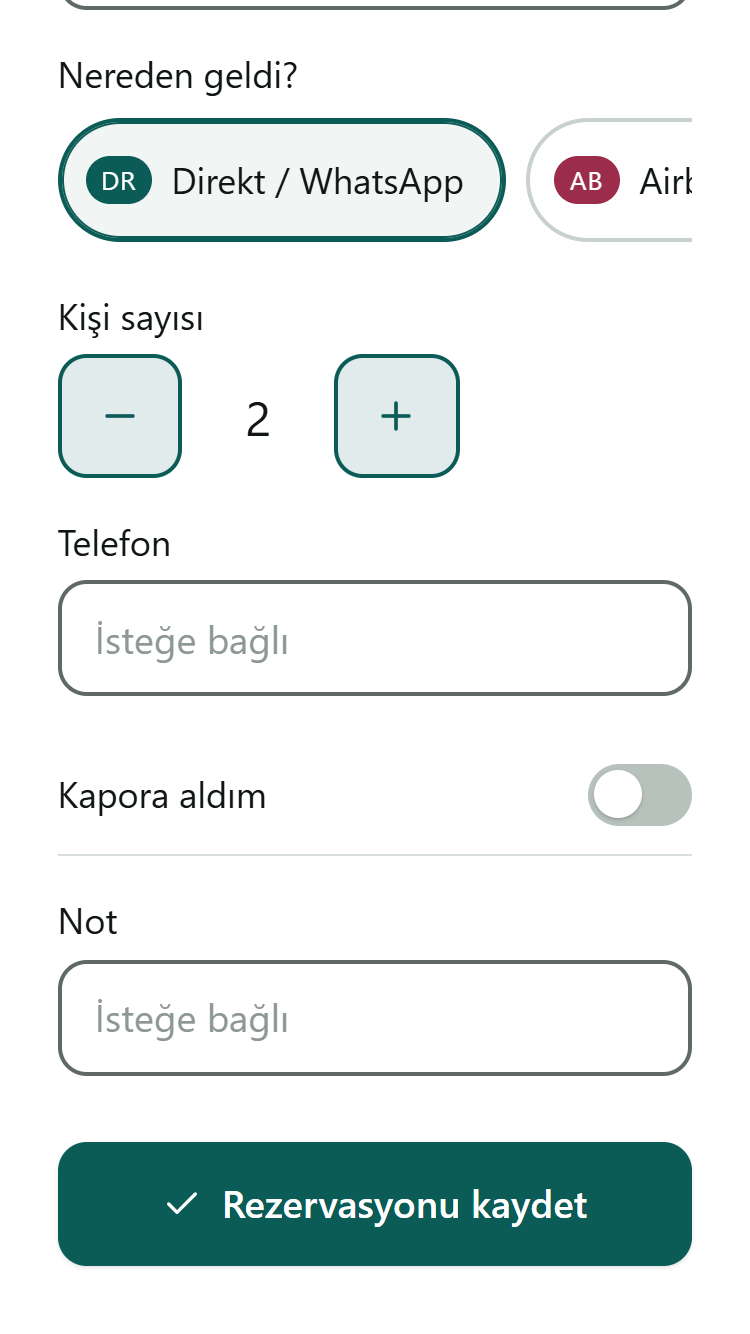 Nereden geldi?
DR Direkt / WhatsApp AB
Kişi sayısı
− 2 +
Telefon
İsteğe bağlı
Kapora aldım
Not
İsteğe bağlı
Rezervasyonu kaydet